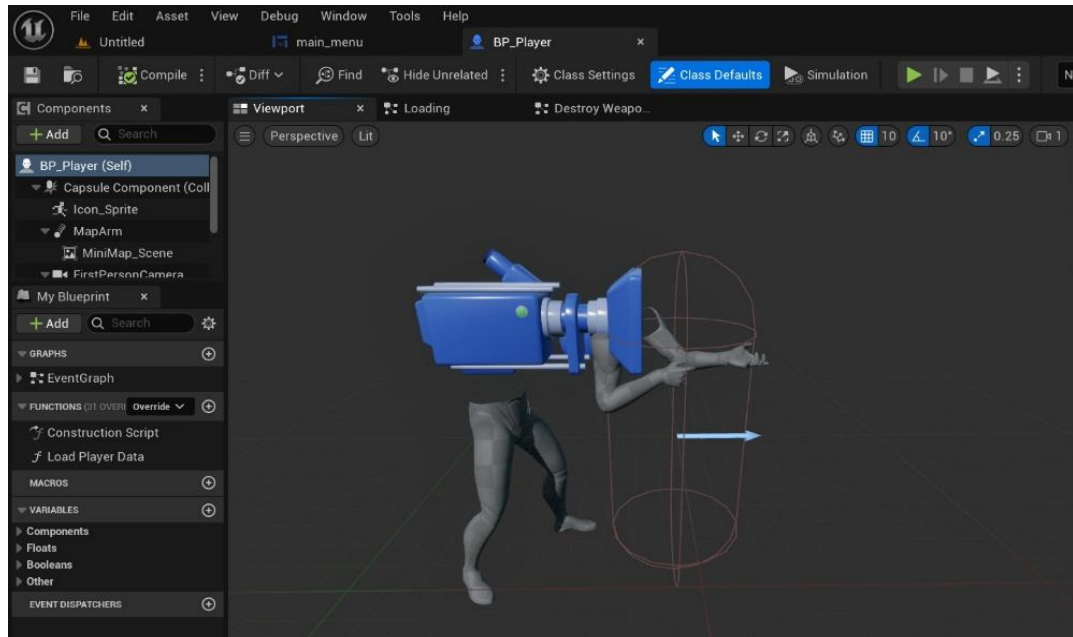 File Edit Asset View Debug Window Tools Help
Untitled main_menu BP_Player
Compile Diff Find Hide Unrelated Class Settings Class Defaults Simulation N
Components Viewport Loading Destroy Weapo...
Add Search Perspective Lit 10 10° 0.25 1
BP_Player (Self)
Capsule Component (Coll
Icon_Sprite
MapArm
MiniMap_Scene
FirstPersonCamera
My Blueprint
Add Search
GRAPHS
EventGraph
FUNCTIONS (31 OVERR Override
Construction Script
Load Player Data
MACROS
VARIABLES
Components
Floats
Booleans
Other
EVENT DISPATCHERS